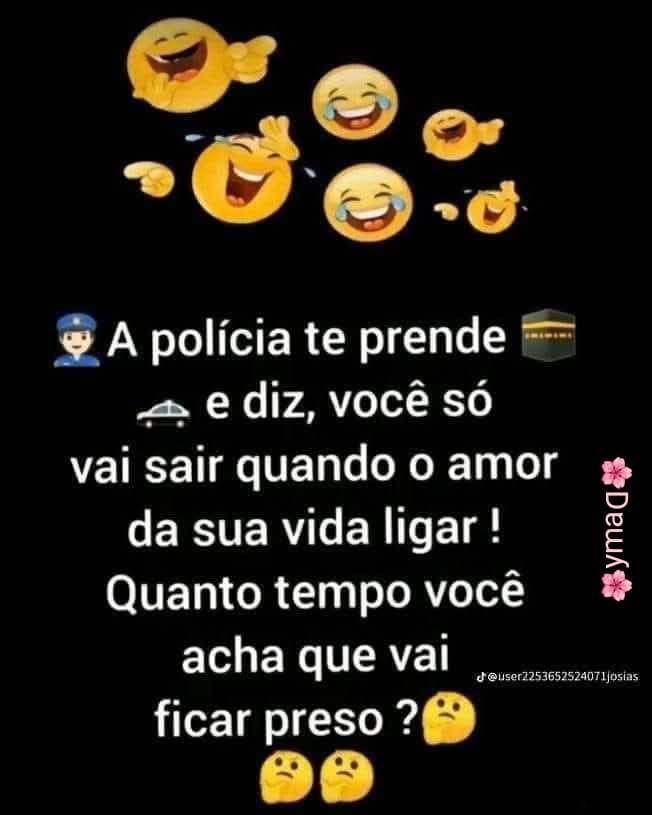 A polícia te prende
e diz, você só
vai sair quando o amor
da sua vida ligar !
Quanto tempo você
acha que vai
ficar preso ?
Demy
@user2253652524071josias